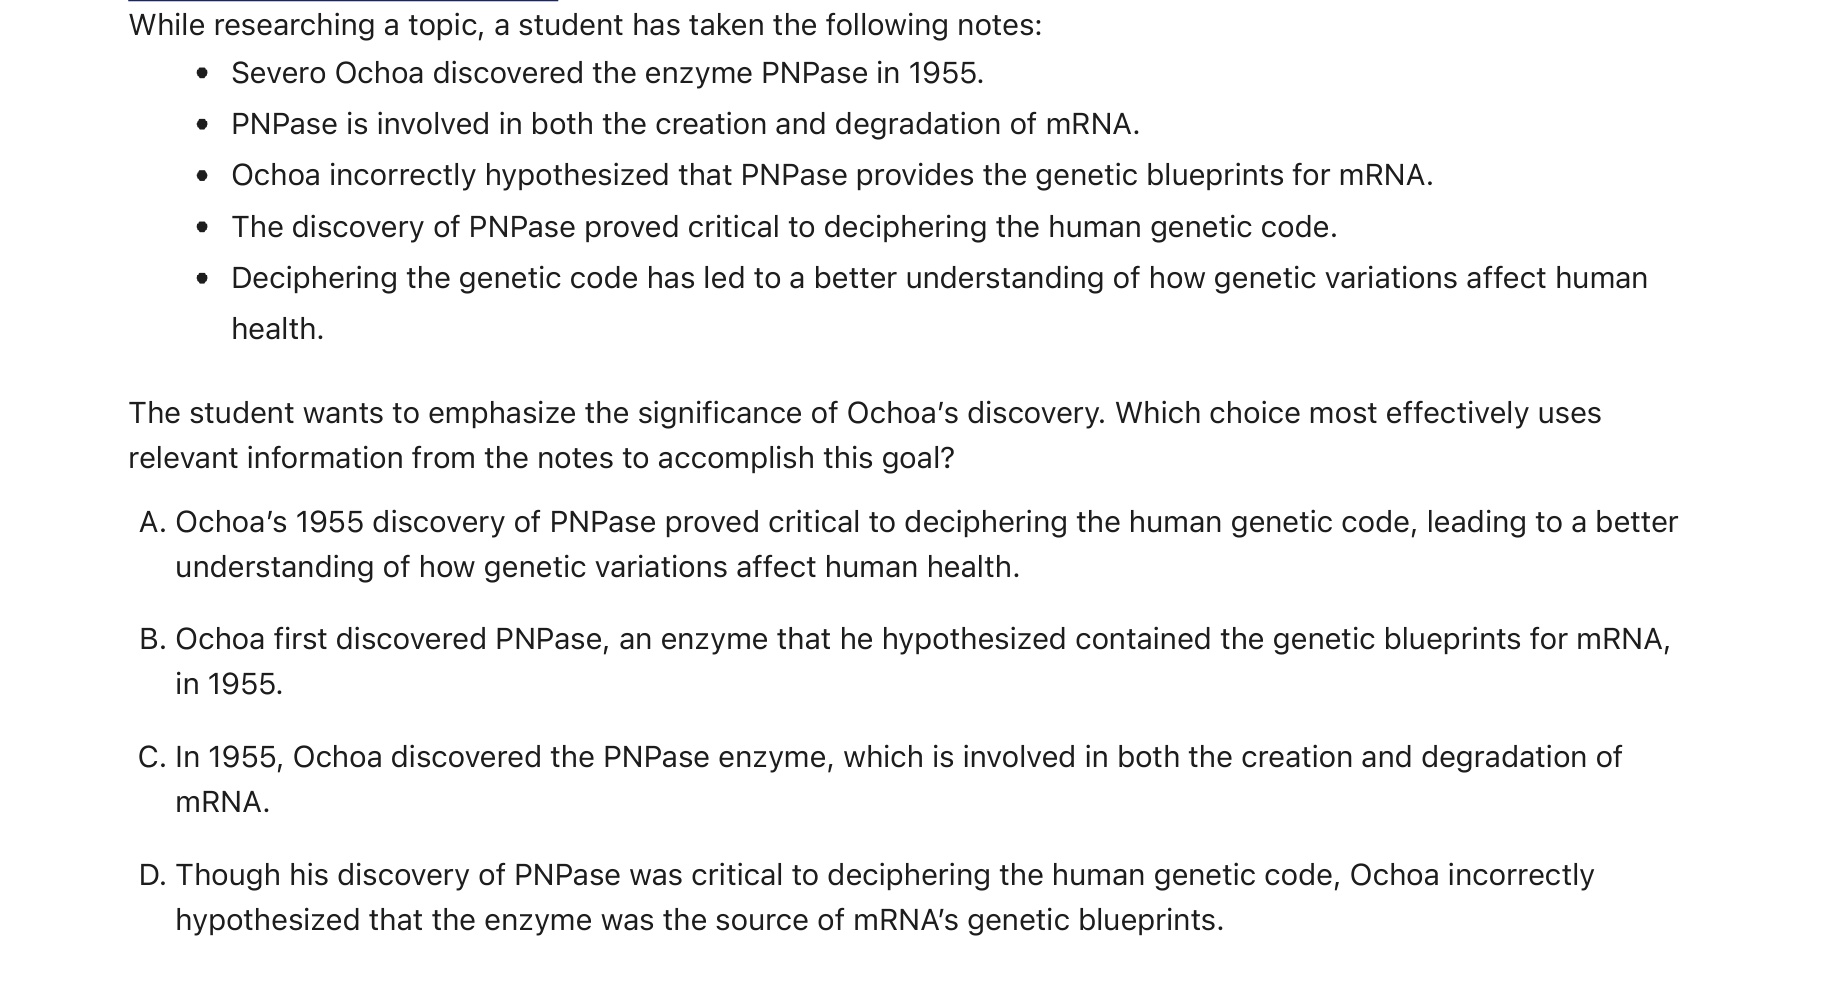 While researching a topic, a student has taken the following notes:
• Severo Ochoa discovered the enzyme PNPase in 1955.
• PNPase is involved in both the creation and degradation of mRNA.
• Ochoa incorrectly hypothesized that PNPase provides the genetic blueprints for mRNA.
• The discovery of PNPase proved critical to deciphering the human genetic code.
• Deciphering the genetic code has led to a better understanding of how genetic variations affect human
health.
The student wants to emphasize the significance of Ochoa’s discovery. Which choice most effectively uses
relevant information from the notes to accomplish this goal?
A. Ochoa’s 1955 discovery of PNPase proved critical to deciphering the human genetic code, leading to a better
understanding of how genetic variations affect human health.
B. Ochoa first discovered PNPase, an enzyme that he hypothesized contained the genetic blueprints for mRNA,
in 1955.
C. In 1955, Ochoa discovered the PNPase enzyme, which is involved in both the creation and degradation of
mRNA.
D. Though his discovery of PNPase was critical to deciphering the human genetic code, Ochoa incorrectly
hypothesized that the enzyme was the source of mRNA’s genetic blueprints.